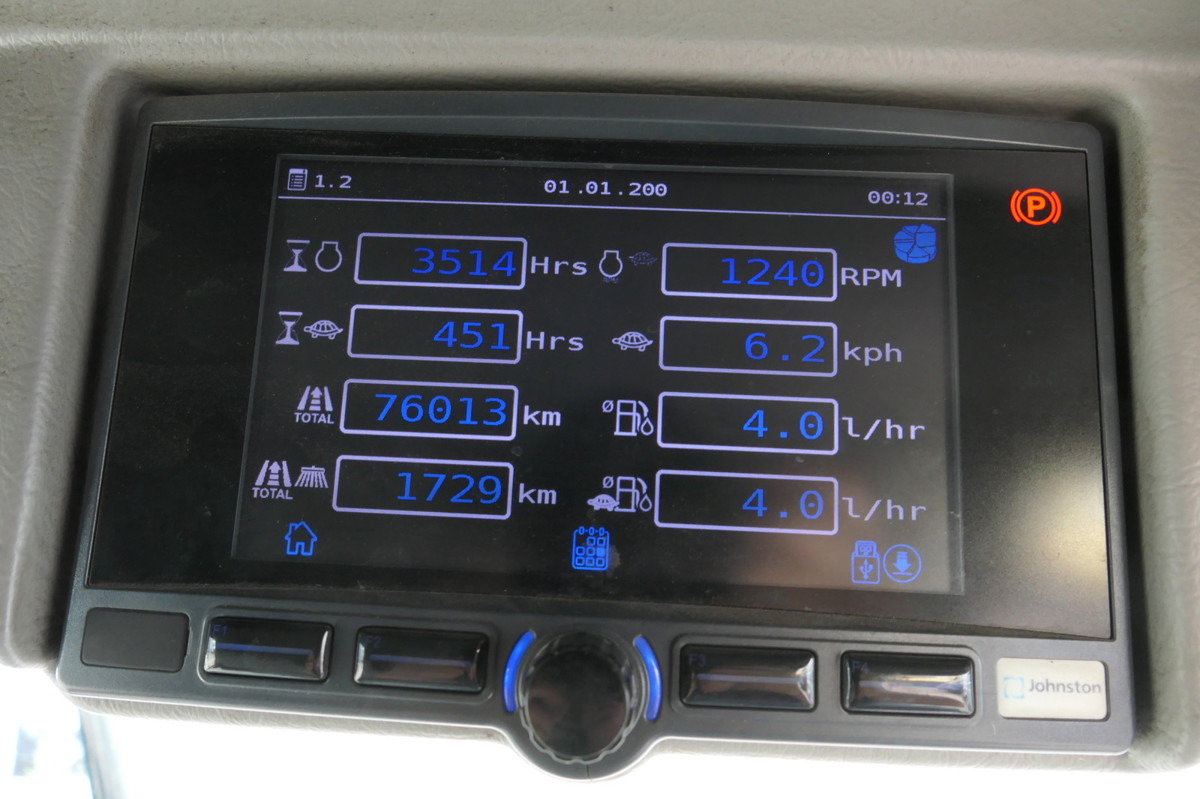 1.2 01.01.200 00:12
P
3514 Hrs 1240 RPM
451 Hrs 6.2 kph
TOTAL 76013 km Ø 4.0 l/hr
TOTAL 1729 km Ø 4.0 l/hr
F1 F2 F3 F4
Johnston